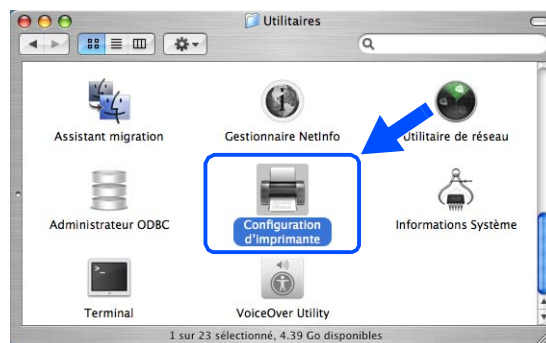 Utilitaires
Assistant migration
Gestionnaire NetInfo
Utilitaire de réseau
Administrateur ODBC
Configuration
d'imprimante
Informations Système
Terminal
VoiceOver Utility
1 sur 23 sélectionné, 4.39 Go disponibles